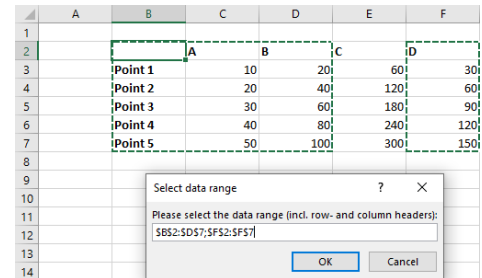 A B C D E F
1
2 A B C D
3 Point 1 10 20 60 30
4 Point 2 20 40 120 60
5 Point 3 30 60 180 90
6 Point 4 40 80 240 120
7 Point 5 50 100 300 150
8
9
10
11
12
13
14
Select data range ? ×
Please select the data range (incl. row- and column headers):
$B$2:$D$7;$F$2:$F$7
OK Cancel